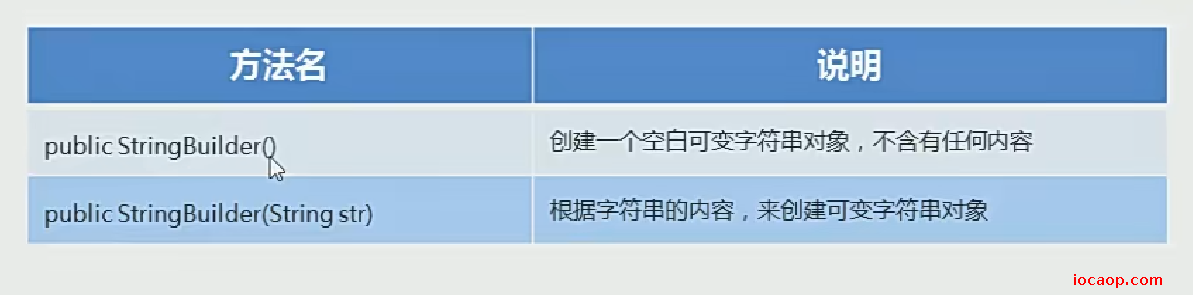 方法名 说明
public StringBuilder() 创建一个空白可变字符串对象，不含有任何内容
public StringBuilder(String str) 根据字符串的内容，来创建可变字符串对象
iocaop.com